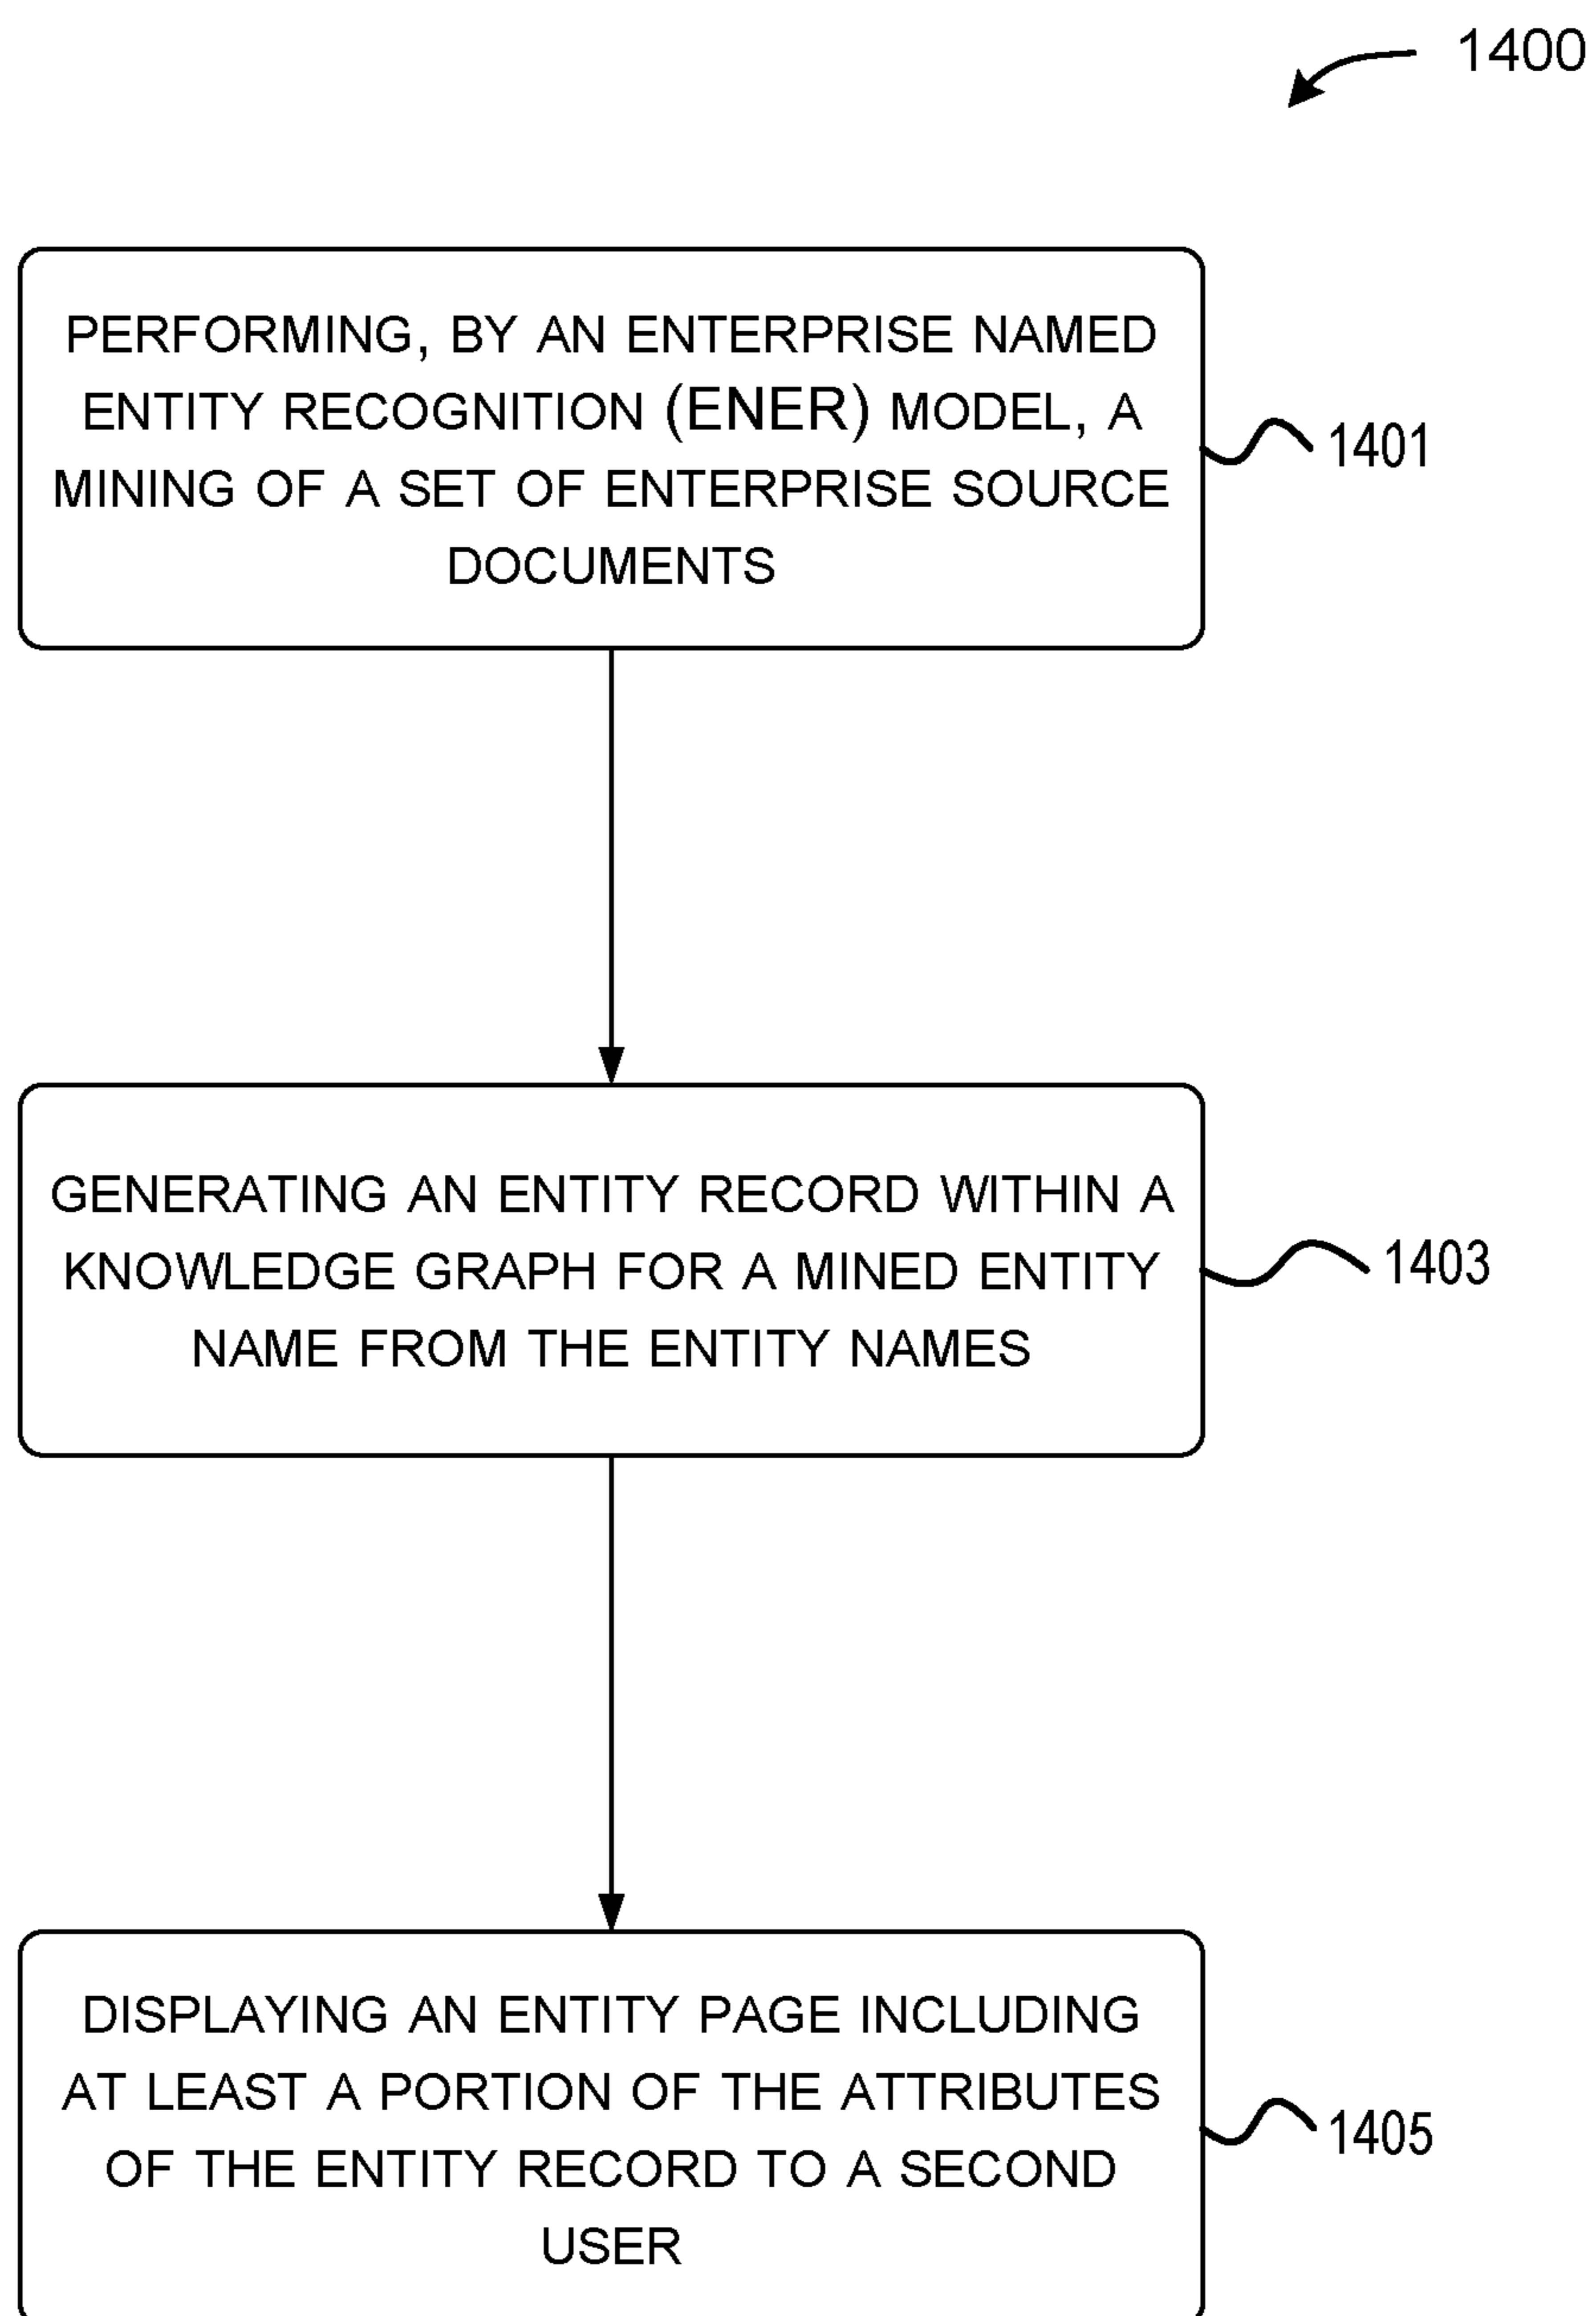 1400
PERFORMING, BY AN ENTERPRISE NAMED
ENTITY RECOGNITION (ENER) MODEL, A
MINING OF A SET OF ENTERPRISE SOURCE
DOCUMENTS
1401
GENERATING AN ENTITY RECORD WITHIN A
KNOWLEDGE GRAPH FOR A MINED ENTITY
NAME FROM THE ENTITY NAMES
1403
DISPLAYING AN ENTITY PAGE INCLUDING
AT LEAST A PORTION OF THE ATTRIBUTES
OF THE ENTITY RECORD TO A SECOND
USER
1405